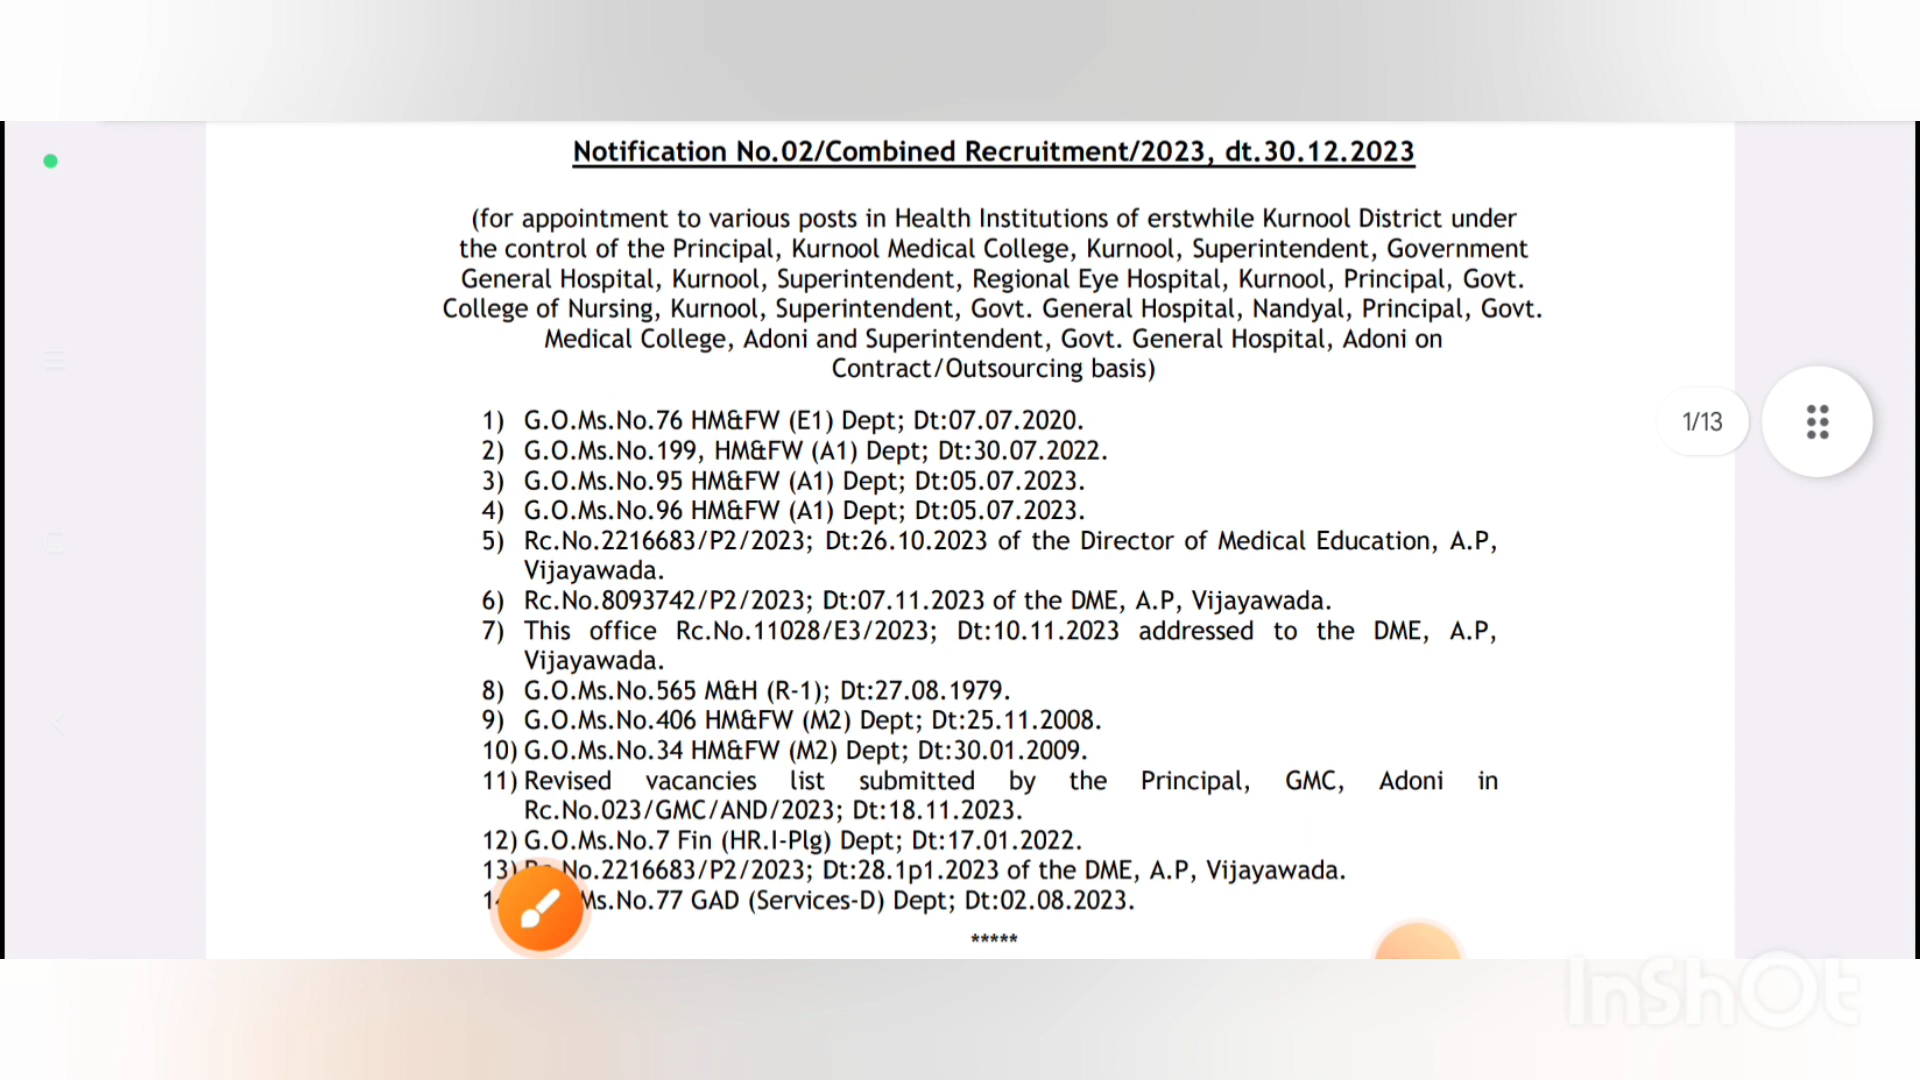 Notification No.02/Combined Recruitment/2023, dt.30.12.2023
(for appointment to various posts in Health Institutions of erstwhile Kurnool District under
the control of the Principal, Kurnool Medical College, Kurnool, Superintendent, Government
General Hospital, Kurnool, Superintendent, Regional Eye Hospital, Kurnool, Principal, Govt.
College of Nursing, Kurnool, Superintendent, Govt. General Hospital, Nandyal, Principal, Govt.
Medical College, Adoni and Superintendent, Govt. General Hospital, Adoni on
Contract/Outsourcing basis)
1) G.O.Ms.No.76 HM&FW (E1) Dept; Dt:07.07.2020.
2) G.O.Ms.No.199, HM&FW (A1) Dept; Dt:30.07.2022.
3) G.O.Ms.No.95 HM&FW (A1) Dept; Dt:05.07.2023.
4) G.O.Ms.No.96 HM&FW (A1) Dept; Dt:05.07.2023.
5) Rc.No.2216683/P2/2023; Dt:26.10.2023 of the Director of Medical Education, A.P,
Vijayawada.
6) Rc.No.8093742/P2/2023; Dt:07.11.2023 of the DME, A.P, Vijayawada.
7) This office Rc.No.11028/E3/2023; Dt:10.11.2023 addressed to the DME, A.P,
Vijayawada.
8) G.O.Ms.No.565 M&H (R-1); Dt:27.08.1979.
9) G.O.Ms.No.406 HM&FW (M2) Dept; Dt:25.11.2008.
10) G.O.Ms.No.34 HM&FW (M2) Dept; Dt:30.01.2009.
11) Revised vacancies list submitted by the Principal, GMC, Adoni in
Rc.No.023/GMC/AND/2023; Dt:18.11.2023.
12) G.O.Ms.No.7 Fin (HR.I-Plg) Dept; Dt:17.01.2022.
13) No.2216683/P2/2023; Dt:28.1p1.2023 of the DME, A.P, Vijayawada.
Ms.No.77 GAD (Services-D) Dept; Dt:02.08.2023.
*****
1/13
InShOt